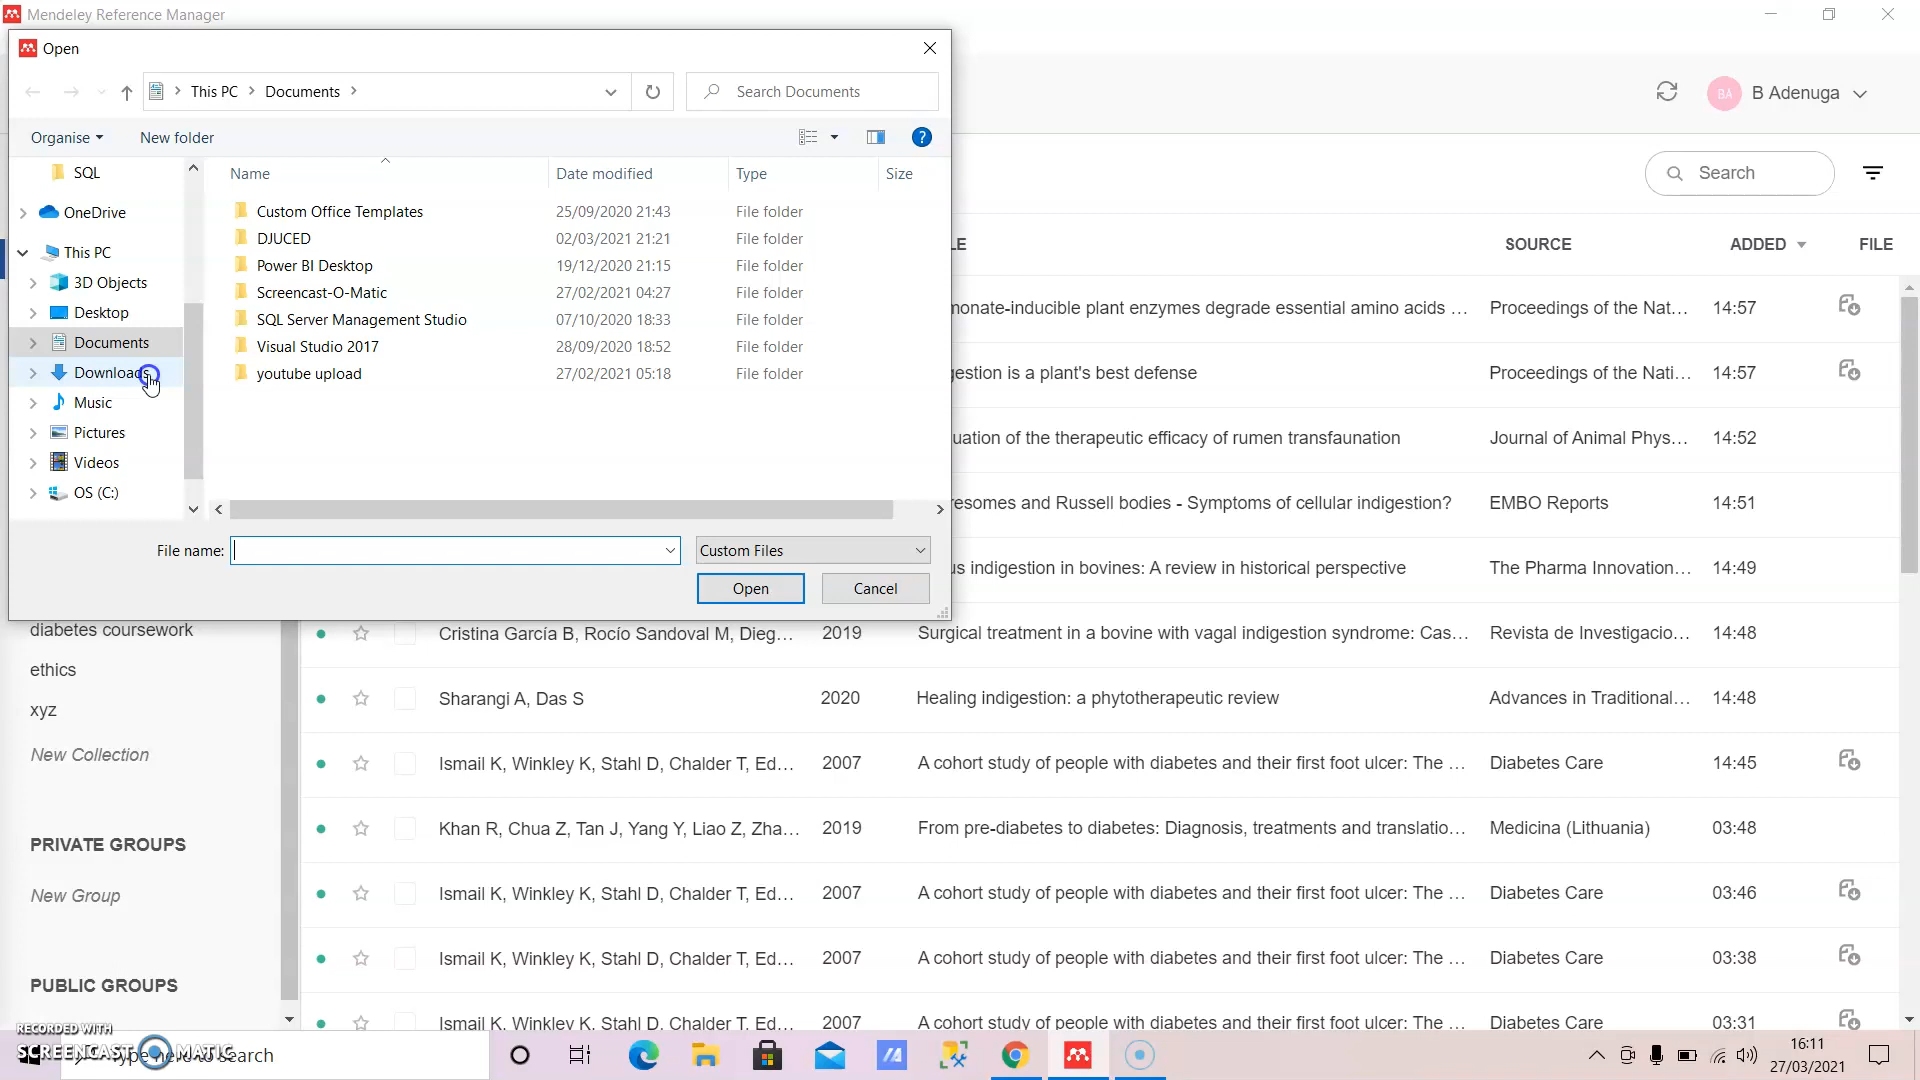 Mendeley Reference Manager
Open
This PC > Documents >
Search Documents
BA
B Adenuga
Organise
New folder
Search
SQL
OneDrive
This PC
3D Objects
Desktop
Documents
Downloads
Music
Pictures
Videos
OS (C:)
Name Date modified Type Size
Custom Office Templates 25/09/2020 21:43 File folder
DJUCED 02/03/2021 21:21 File folder
Power BI Desktop 19/12/2020 21:15 File folder
Screencast-O-Matic 27/02/2021 04:27 File folder
SQL Server Management Studio 07/10/2020 18:33 File folder
Visual Studio 2017 28/09/2020 18:52 File folder
youtube upload 27/02/2021 05:18 File folder
File name:
Custom Files
Open
Cancel
LE SOURCE ADDED FILE
monate-inducible plant enzymes degrade essential amino acids ... Proceedings of the Nat... 14:57
gestion is a plant's best defense Proceedings of the Nati... 14:57
uation of the therapeutic efficacy of rumen transfaunation Journal of Animal Phys... 14:52
resomes and Russell bodies - Symptoms of cellular indigestion? EMBO Reports 14:51
us indigestion in bovines: A review in historical perspective The Pharma Innovation... 14:49
Cristina García B, Rocío Sandoval M, Dieg... 2019 Surgical treatment in a bovine with vagal indigestion syndrome: Cas... Revista de Investigacio... 14:48
Sharangi A, Das S 2020 Healing indigestion: a phytotherapeutic review Advances in Traditional... 14:48
Ismail K, Winkley K, Stahl D, Chalder T, Ed... 2007 A cohort study of people with diabetes and their first foot ulcer: The ... Diabetes Care 14:45
Khan R, Chua Z, Tan J, Yang Y, Liao Z, Zha... 2019 From pre-diabetes to diabetes: Diagnosis, treatments and translatio... Medicina (Lithuania) 03:48
Ismail K, Winkley K, Stahl D, Chalder T, Ed... 2007 A cohort study of people with diabetes and their first foot ulcer: The ... Diabetes Care 03:46
Ismail K, Winkley K, Stahl D, Chalder T, Ed... 2007 A cohort study of people with diabetes and their first foot ulcer: The ... Diabetes Care 03:38
Ismail K, Winkley K, Stahl D, Chalder T, Ed... 2007 A cohort study of people with diabetes and their first foot ulcer: The ... Diabetes Care 03:31
diabetes coursework
ethics
xyz
New Collection
PRIVATE GROUPS
New Group
PUBLIC GROUPS
RECORDED WITH
SCREENCAST MATIC
Type here to search
16:11
27/03/2021